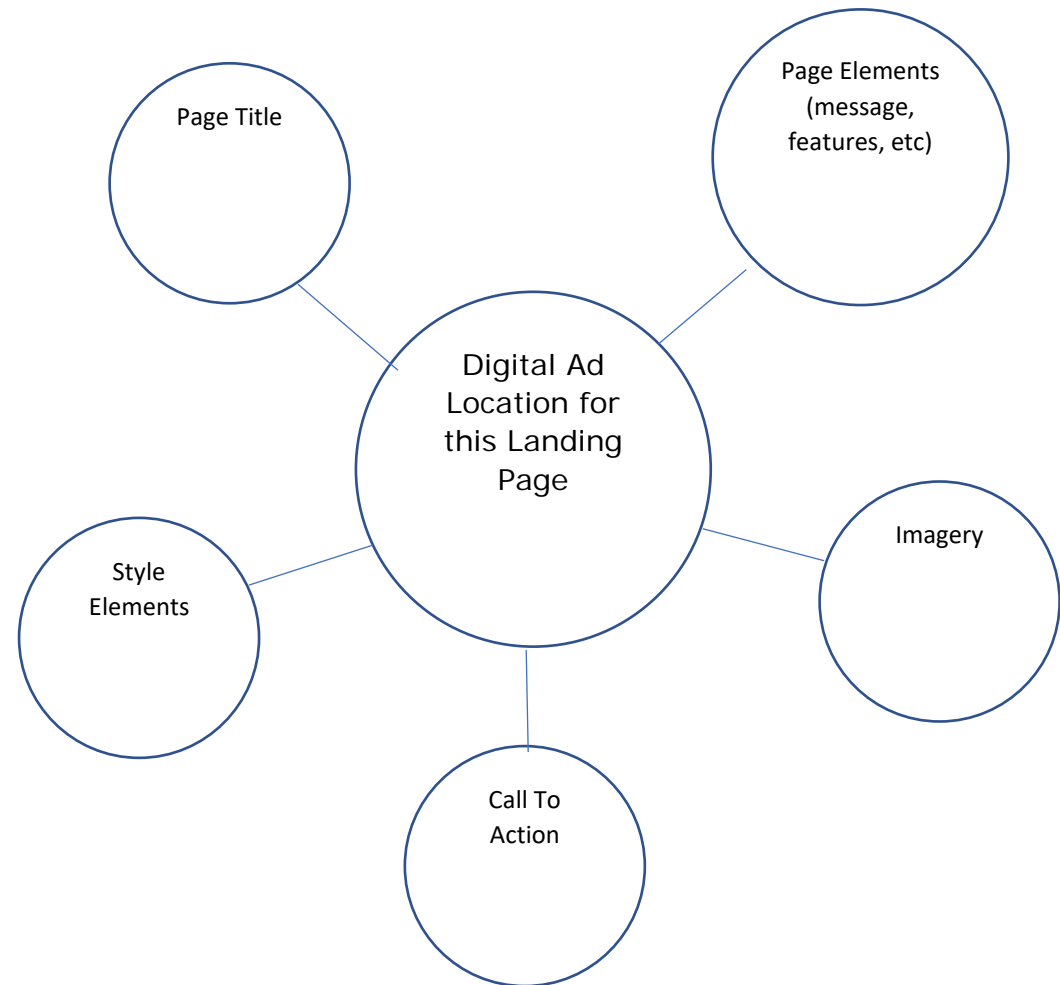 Page Title
Page Elements
(message,
features, etc)
Digital Ad
Location for
this Landing
Page
Style
Elements
Imagery
Call To
Action